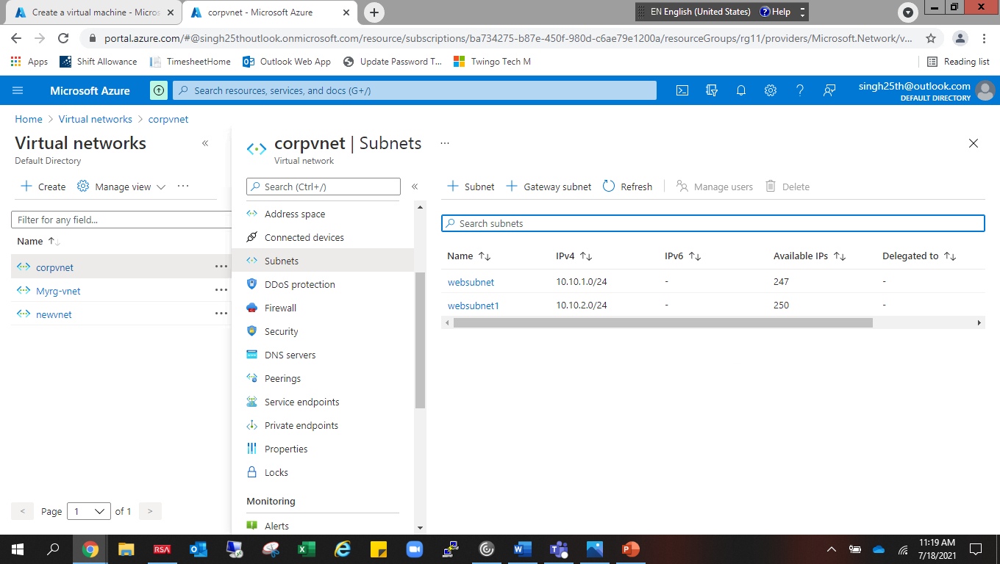 Create a virtual machine - Micros
corpvnet - Microsoft Azure
EN English (United States) Help
portal.azure.com/#@singh25thoutlook.onmicrosoft.com/resource/subscriptions/ba734275-b87e-450f-980d-c6ae79e1200a/resourceGroups/rg11/providers/Microsoft.Network/v...
Apps Shift Allowance TimesheetHome Outlook Web App Update Password T... Twingo Tech M Reading list
Microsoft Azure
Search resources, services, and docs (G+/)
singh25th@outlook.com
DEFAULT DIRECTORY
Home > Virtual networks > corpvnet
Virtual networks «
Default Directory
+ Create Manage view ...
Filter for any field...
Name ↑↓
corpvnet ...
Myrg-vnet ...
newvnet ...
< Page 1 of 1 >
corpvnet | Subnets ...
Virtual network
Search (Ctrl+/) «
Address space
Connected devices
Subnets
DDoS protection
Firewall
Security
DNS servers
Peerings
Service endpoints
Private endpoints
Properties
Locks
Monitoring
Alerts
+ Subnet + Gateway subnet Refresh Manage users Delete
Search subnets
Name ↑↓ IPv4 ↑↓ IPv6 ↑↓ Available IPs ↑↓ Delegated to ↑↓
websubnet 10.10.1.0/24 - 247 -
websubnet1 10.10.2.0/24 - 250 -
RSA
11:19 AM
7/18/2021